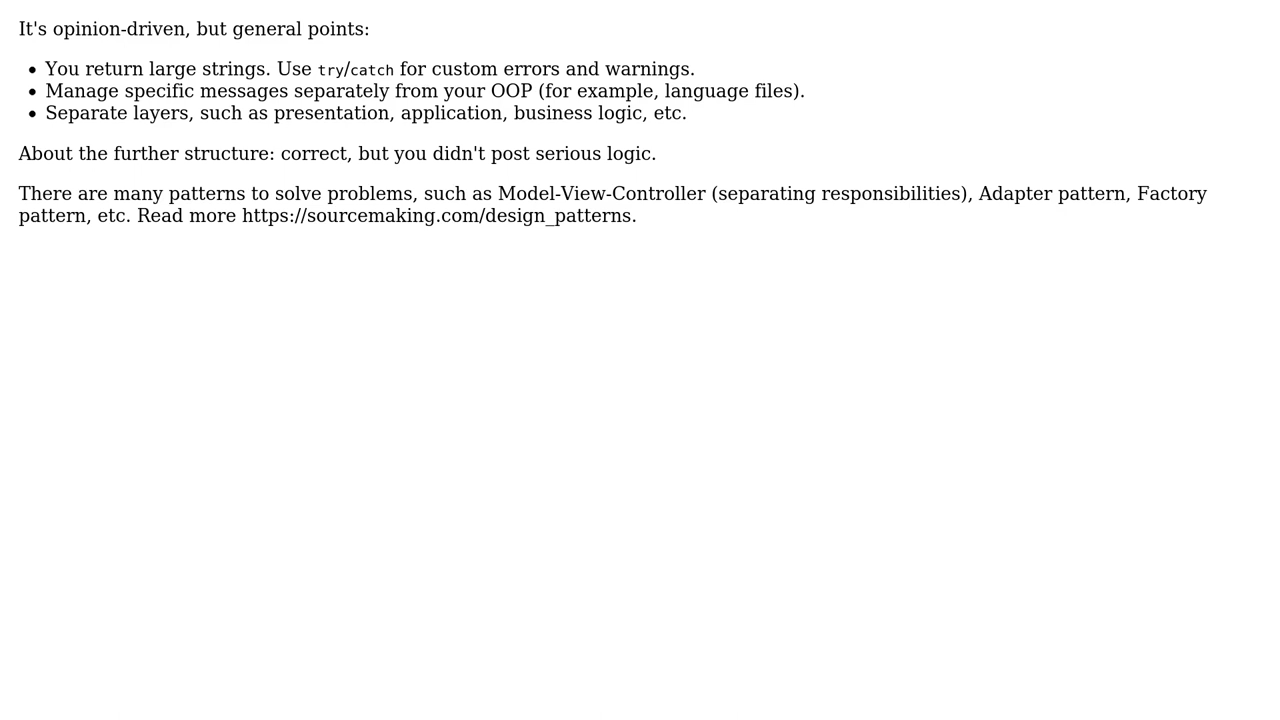 It's opinion-driven, but general points:
• You return large strings. Use try/catch for custom errors and warnings.
• Manage specific messages separately from your OOP (for example, language files).
• Separate layers, such as presentation, application, business logic, etc.
About the further structure: correct, but you didn't post serious logic.
There are many patterns to solve problems, such as Model-View-Controller (separating responsibilities), Adapter pattern, Factory
pattern, etc. Read more https://sourcemaking.com/design_patterns.